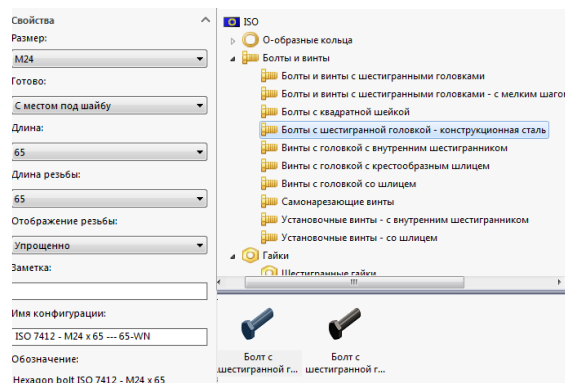 Свойства
Размер:
M24
Готово:
С местом под шайбу
Длина:
65
Длина резьбы:
65
Отображение резьбы:
Упрощенно
Заметка:
Имя конфигурации:
ISO 7412 - M24 x 65 --- 65-WN
Обозначение:
Hexagon bolt ISO 7412 - M24 x 65
ISO
О-образные кольца
Болты и винты
Болты и винты с шестигранными головками
Болты и винты с шестигранными головками - с мелким шагом
Болты с квадратной шейкой
Болты с шестигранной головкой - конструкционная сталь
Винты с головкой с внутренним шестигранником
Винты с головкой с крестообразным шлицем
Винты с головкой со шлицем
Самонарезающие винты
Установочные винты - с внутренним шестигранником
Установочные винты - со шлицем
Гайки
Шестигранные гайки
Болт с
шестигранной г...
Болт с
шестигранной г...